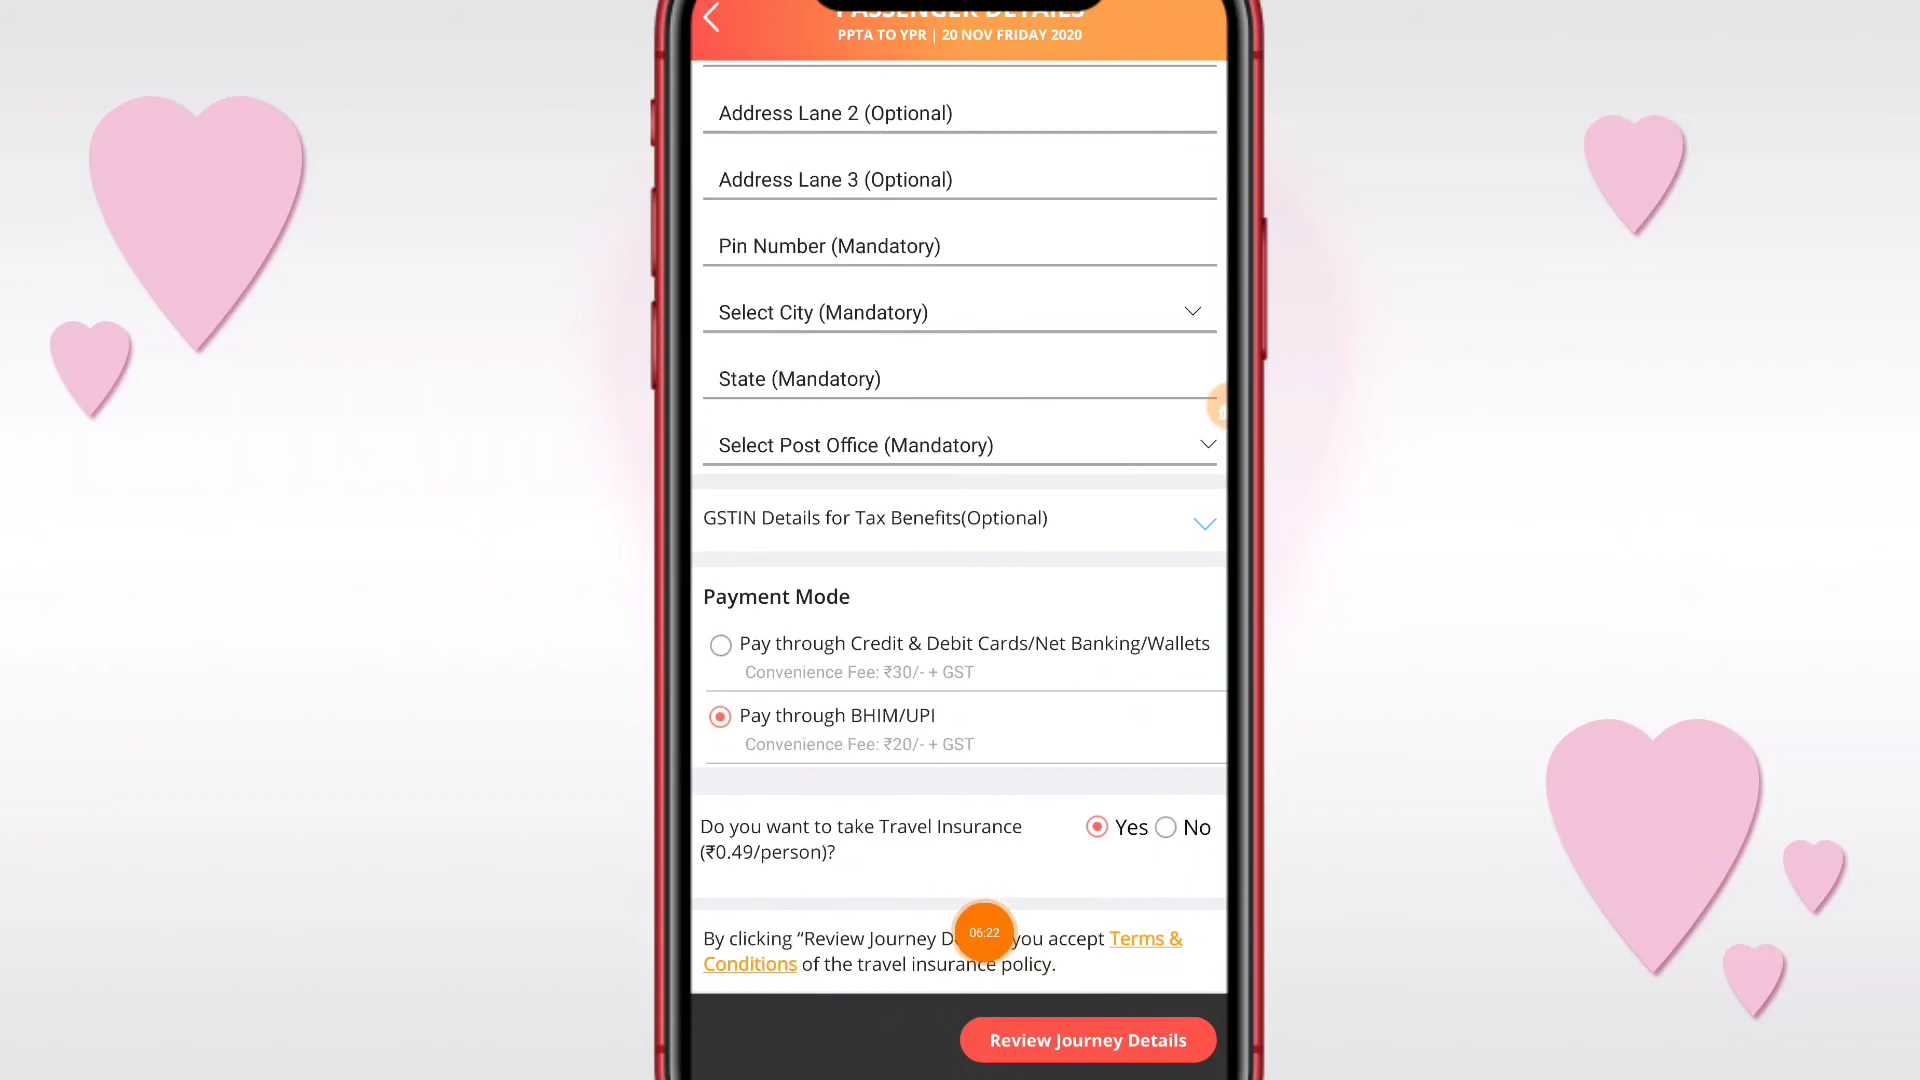 PASSENGER DETAILS
PPTA TO YPR | 20 NOV FRIDAY 2020
Address Lane 2 (Optional)
Address Lane 3 (Optional)
Pin Number (Mandatory)
Select City (Mandatory)
State (Mandatory)
Select Post Office (Mandatory)
GSTIN Details for Tax Benefits(Optional)
Payment Mode
Pay through Credit & Debit Cards/Net Banking/Wallets
Convenience Fee: ₹30/- + GST
Pay through BHIM/UPI
Convenience Fee: ₹20/- + GST
Do you want to take Travel Insurance
(₹0.49/person)?
Yes No
06:22
By clicking “Review Journey D you accept Terms &
Conditions of the travel insurance policy.
Review Journey Details